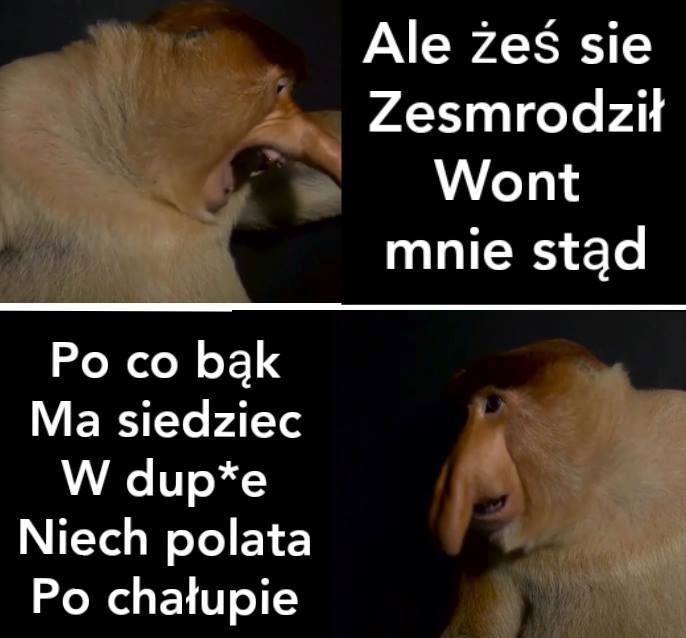 Ale żeś sie
Zesmrodził
Wont
mnie stąd
Po co bąk
Ma siedziec
W dup*e
Niech polata
Po chałupie